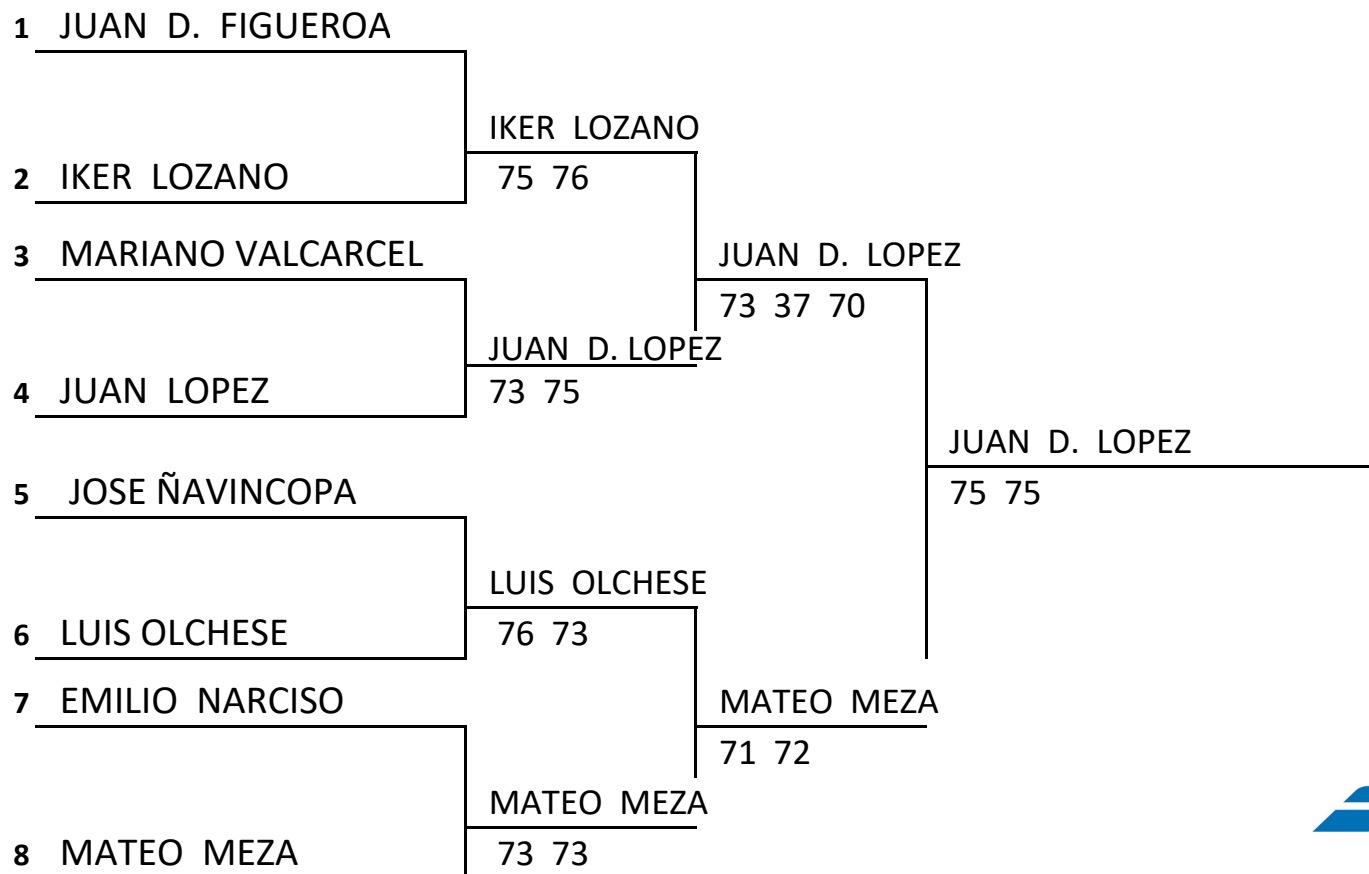 1 JUAN D. FIGUEROA
IKER LOZANO
2 IKER LOZANO
75 76
3 MARIANO VALCARCEL
JUAN D. LOPEZ
73 37 70
JUAN D. LOPEZ
4 JUAN LOPEZ
73 75
JUAN D. LOPEZ
5 JOSE ÑAVINCOPA
75 75
LUIS OLCHESE
6 LUIS OLCHESE
76 73
7 EMILIO NARCISO
MATEO MEZA
71 72
MATEO MEZA
8 MATEO MEZA
73 73